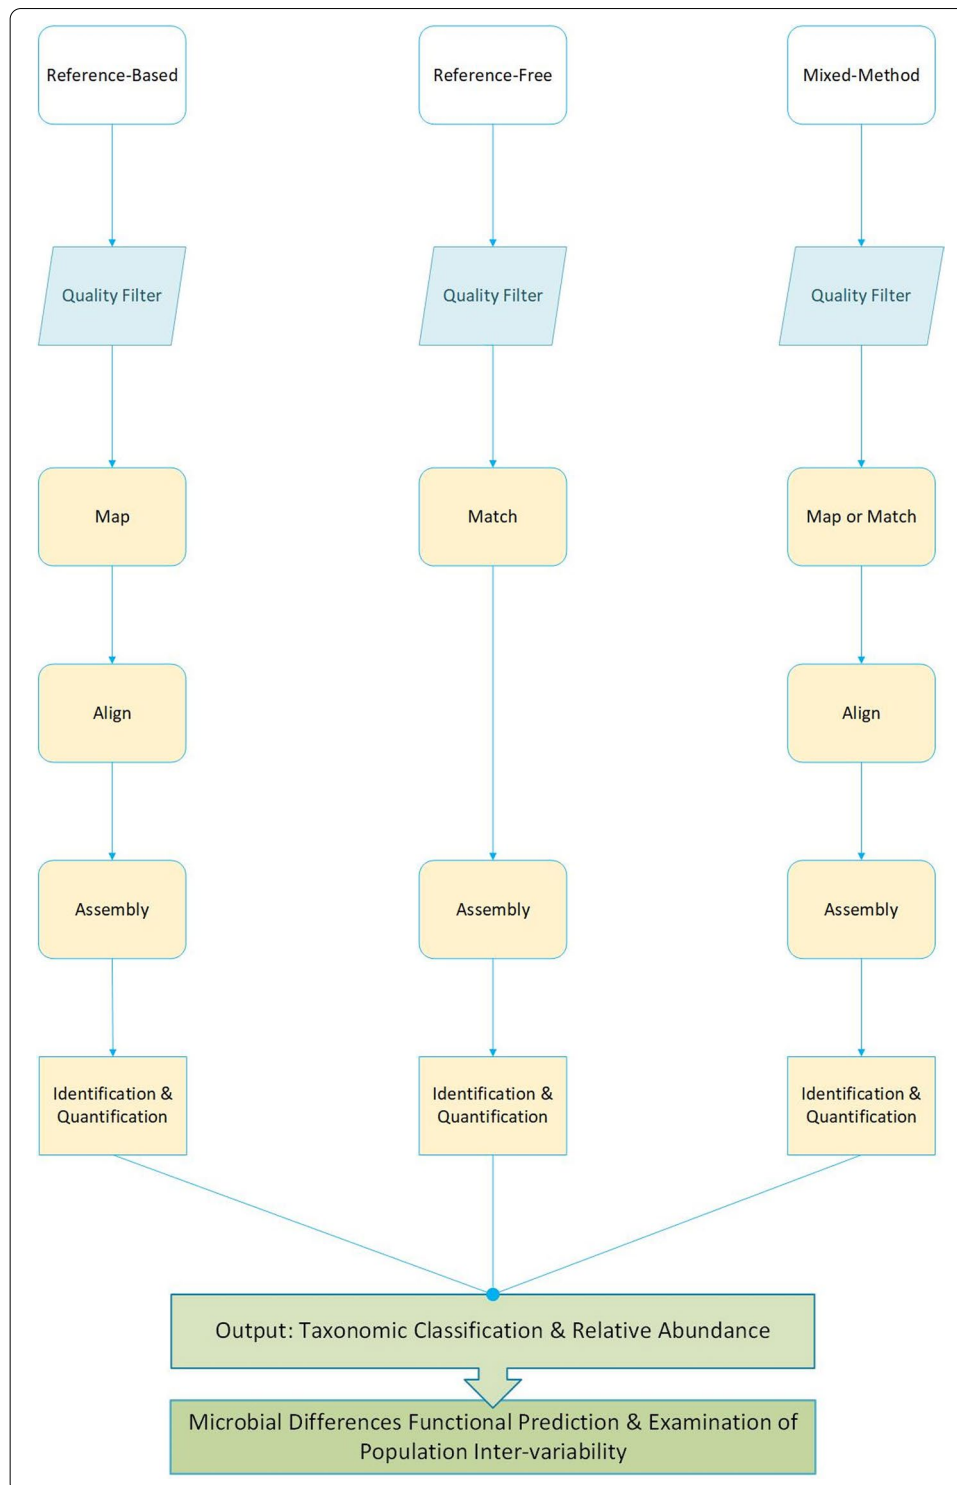 Reference-Based
Reference-Free
Mixed-Method
Quality Filter
Quality Filter
Quality Filter
Map
Match
Map or Match
Align
Align
Assembly
Assembly
Assembly
Identification &
Quantification
Identification &
Quantification
Identification &
Quantification
Output: Taxonomic Classification & Relative Abundance
Microbial Differences Functional Prediction & Examination of
Population Inter-variability